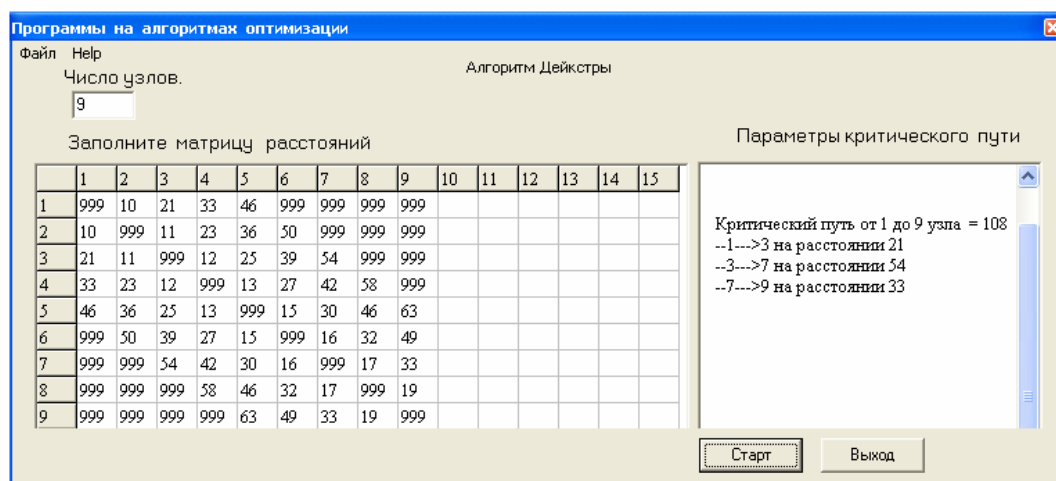 Программы на алгоритмах оптимизации
Файл Help
Алгоритм Дейкстры
Число узлов.
9
Заполните матрицу расстояний
1 2 3 4 5 6 7 8 9 10 11 12 13 14 15
1 999 10 21 33 46 999 999 999 999
2 10 999 11 23 36 50 999 999 999
3 21 11 999 12 25 39 54 999 999
4 33 23 12 999 13 27 42 58 999
5 46 36 25 13 999 15 30 46 63
6 999 50 39 27 15 999 16 32 49
7 999 999 54 42 30 16 999 17 33
8 999 999 999 58 46 32 17 999 19
9 999 999 999 999 63 49 33 19 999
Параметры критического пути
Критический путь от 1 до 9 узла = 108
--1--->3 на расстоянии 21
--3--->7 на расстоянии 54
--7--->9 на расстоянии 33
Старт Выход